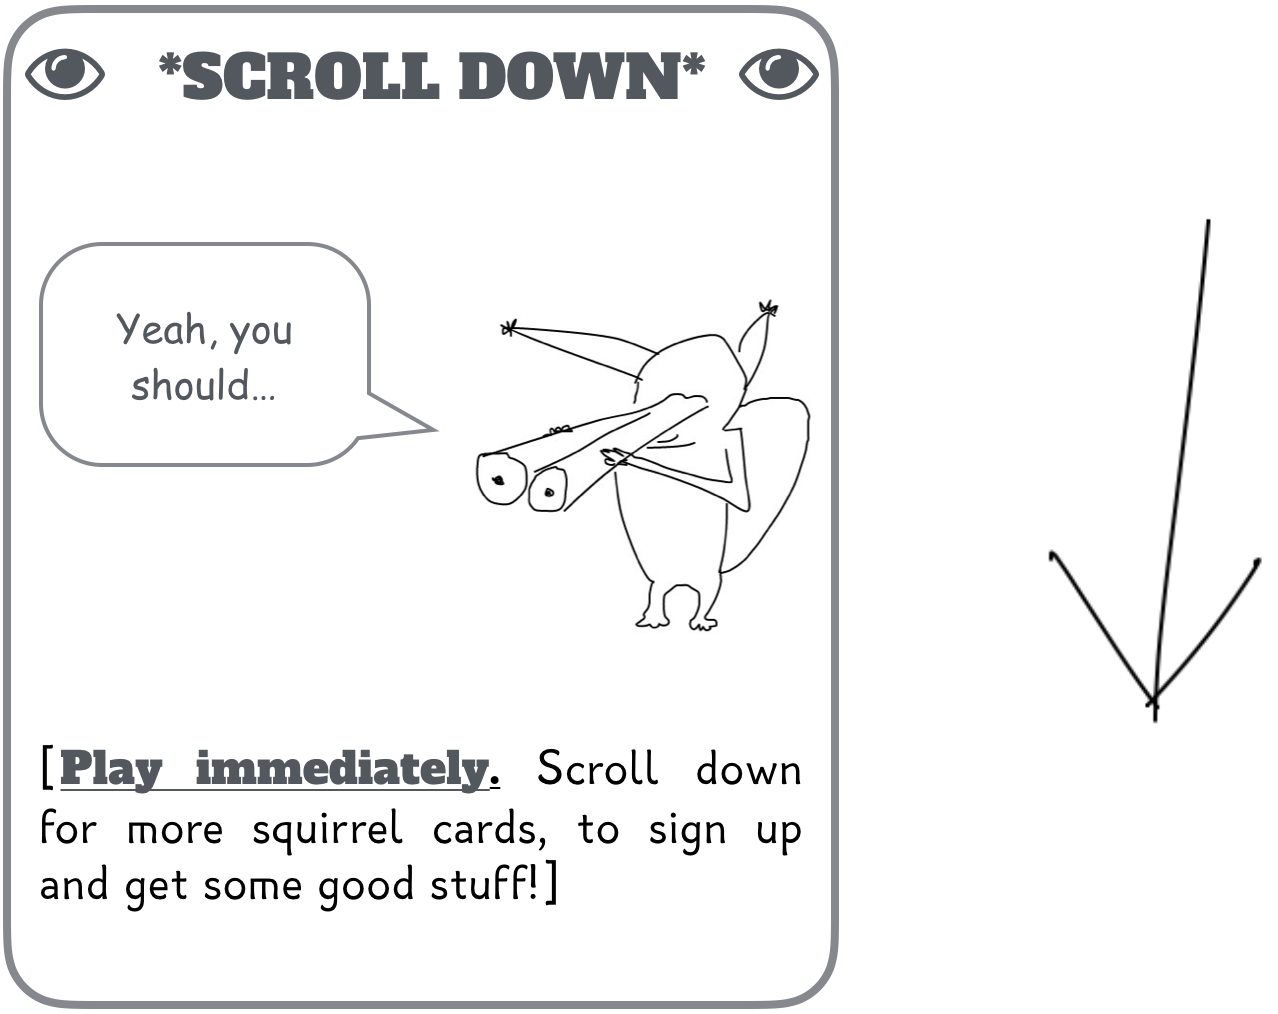 *SCROLL DOWN*
Yeah, you
should...
[Play immediately. Scroll down
for more squirrel cards, to sign up
and get some good stuff!]